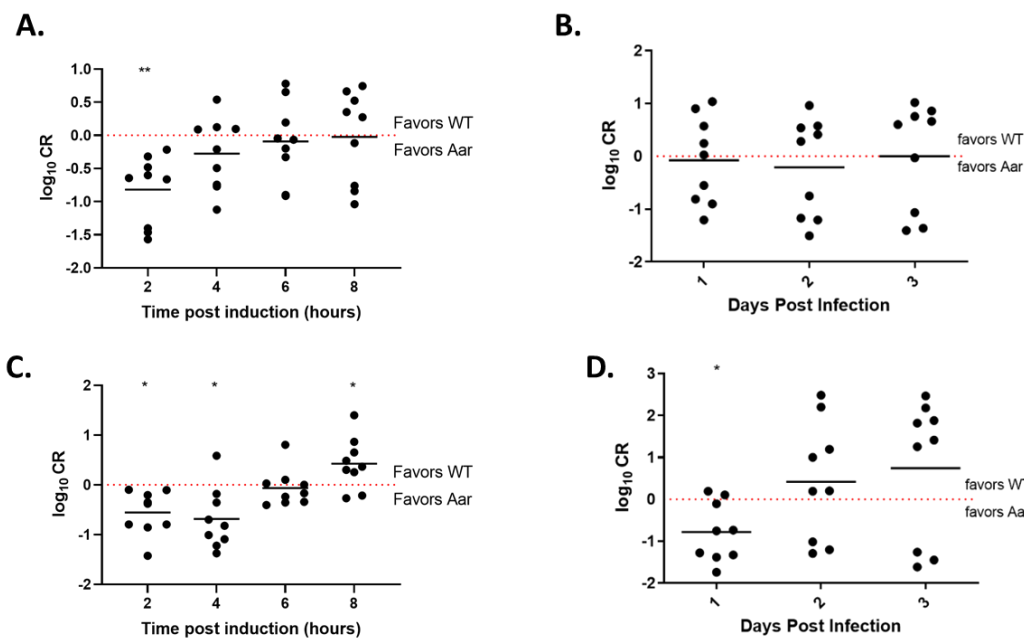 A.
**
1.0
0.5
0.0
-0.5
-1.0
-1.5
-2.0
log10 CR
Favors WT
Favors Aar
2 4 6 8
Time post induction (hours)
B.
2
1
0
-1
-2
log10 CR
favors WT
favors Aar
1 2 3
Days Post Infection
C.
* * *
2
1
0
-1
-2
log10 CR
Favors WT
Favors Aar
2 4 6 8
Time post induction (hours)
D.
*
3
2
1
0
-1
-2
log10 CR
favors WT
favors Aa
1 2 3
Days Post Infection